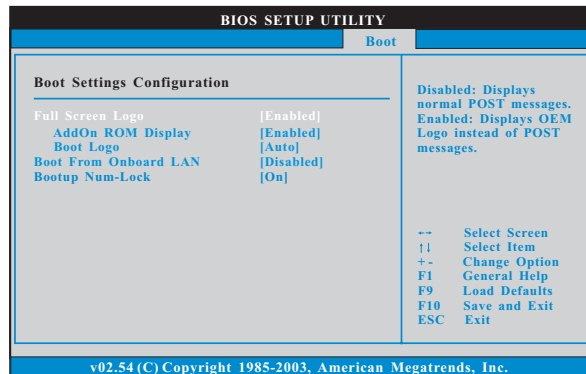 BIOS SETUP UTILITY
Boot
Boot Settings Configuration
Full Screen Logo [Enabled]
AddOn ROM Display [Enabled]
Boot Logo [Auto]
Boot From Onboard LAN [Disabled]
Bootup Num-Lock [On]
Disabled: Displays
normal POST messages.
Enabled: Displays OEM
Logo instead of POST
messages.
←→ Select Screen
↑↓ Select Item
+ - Change Option
F1 General Help
F9 Load Defaults
F10 Save and Exit
ESC Exit
v02.54 (C) Copyright 1985-2003, American Megatrends, Inc.